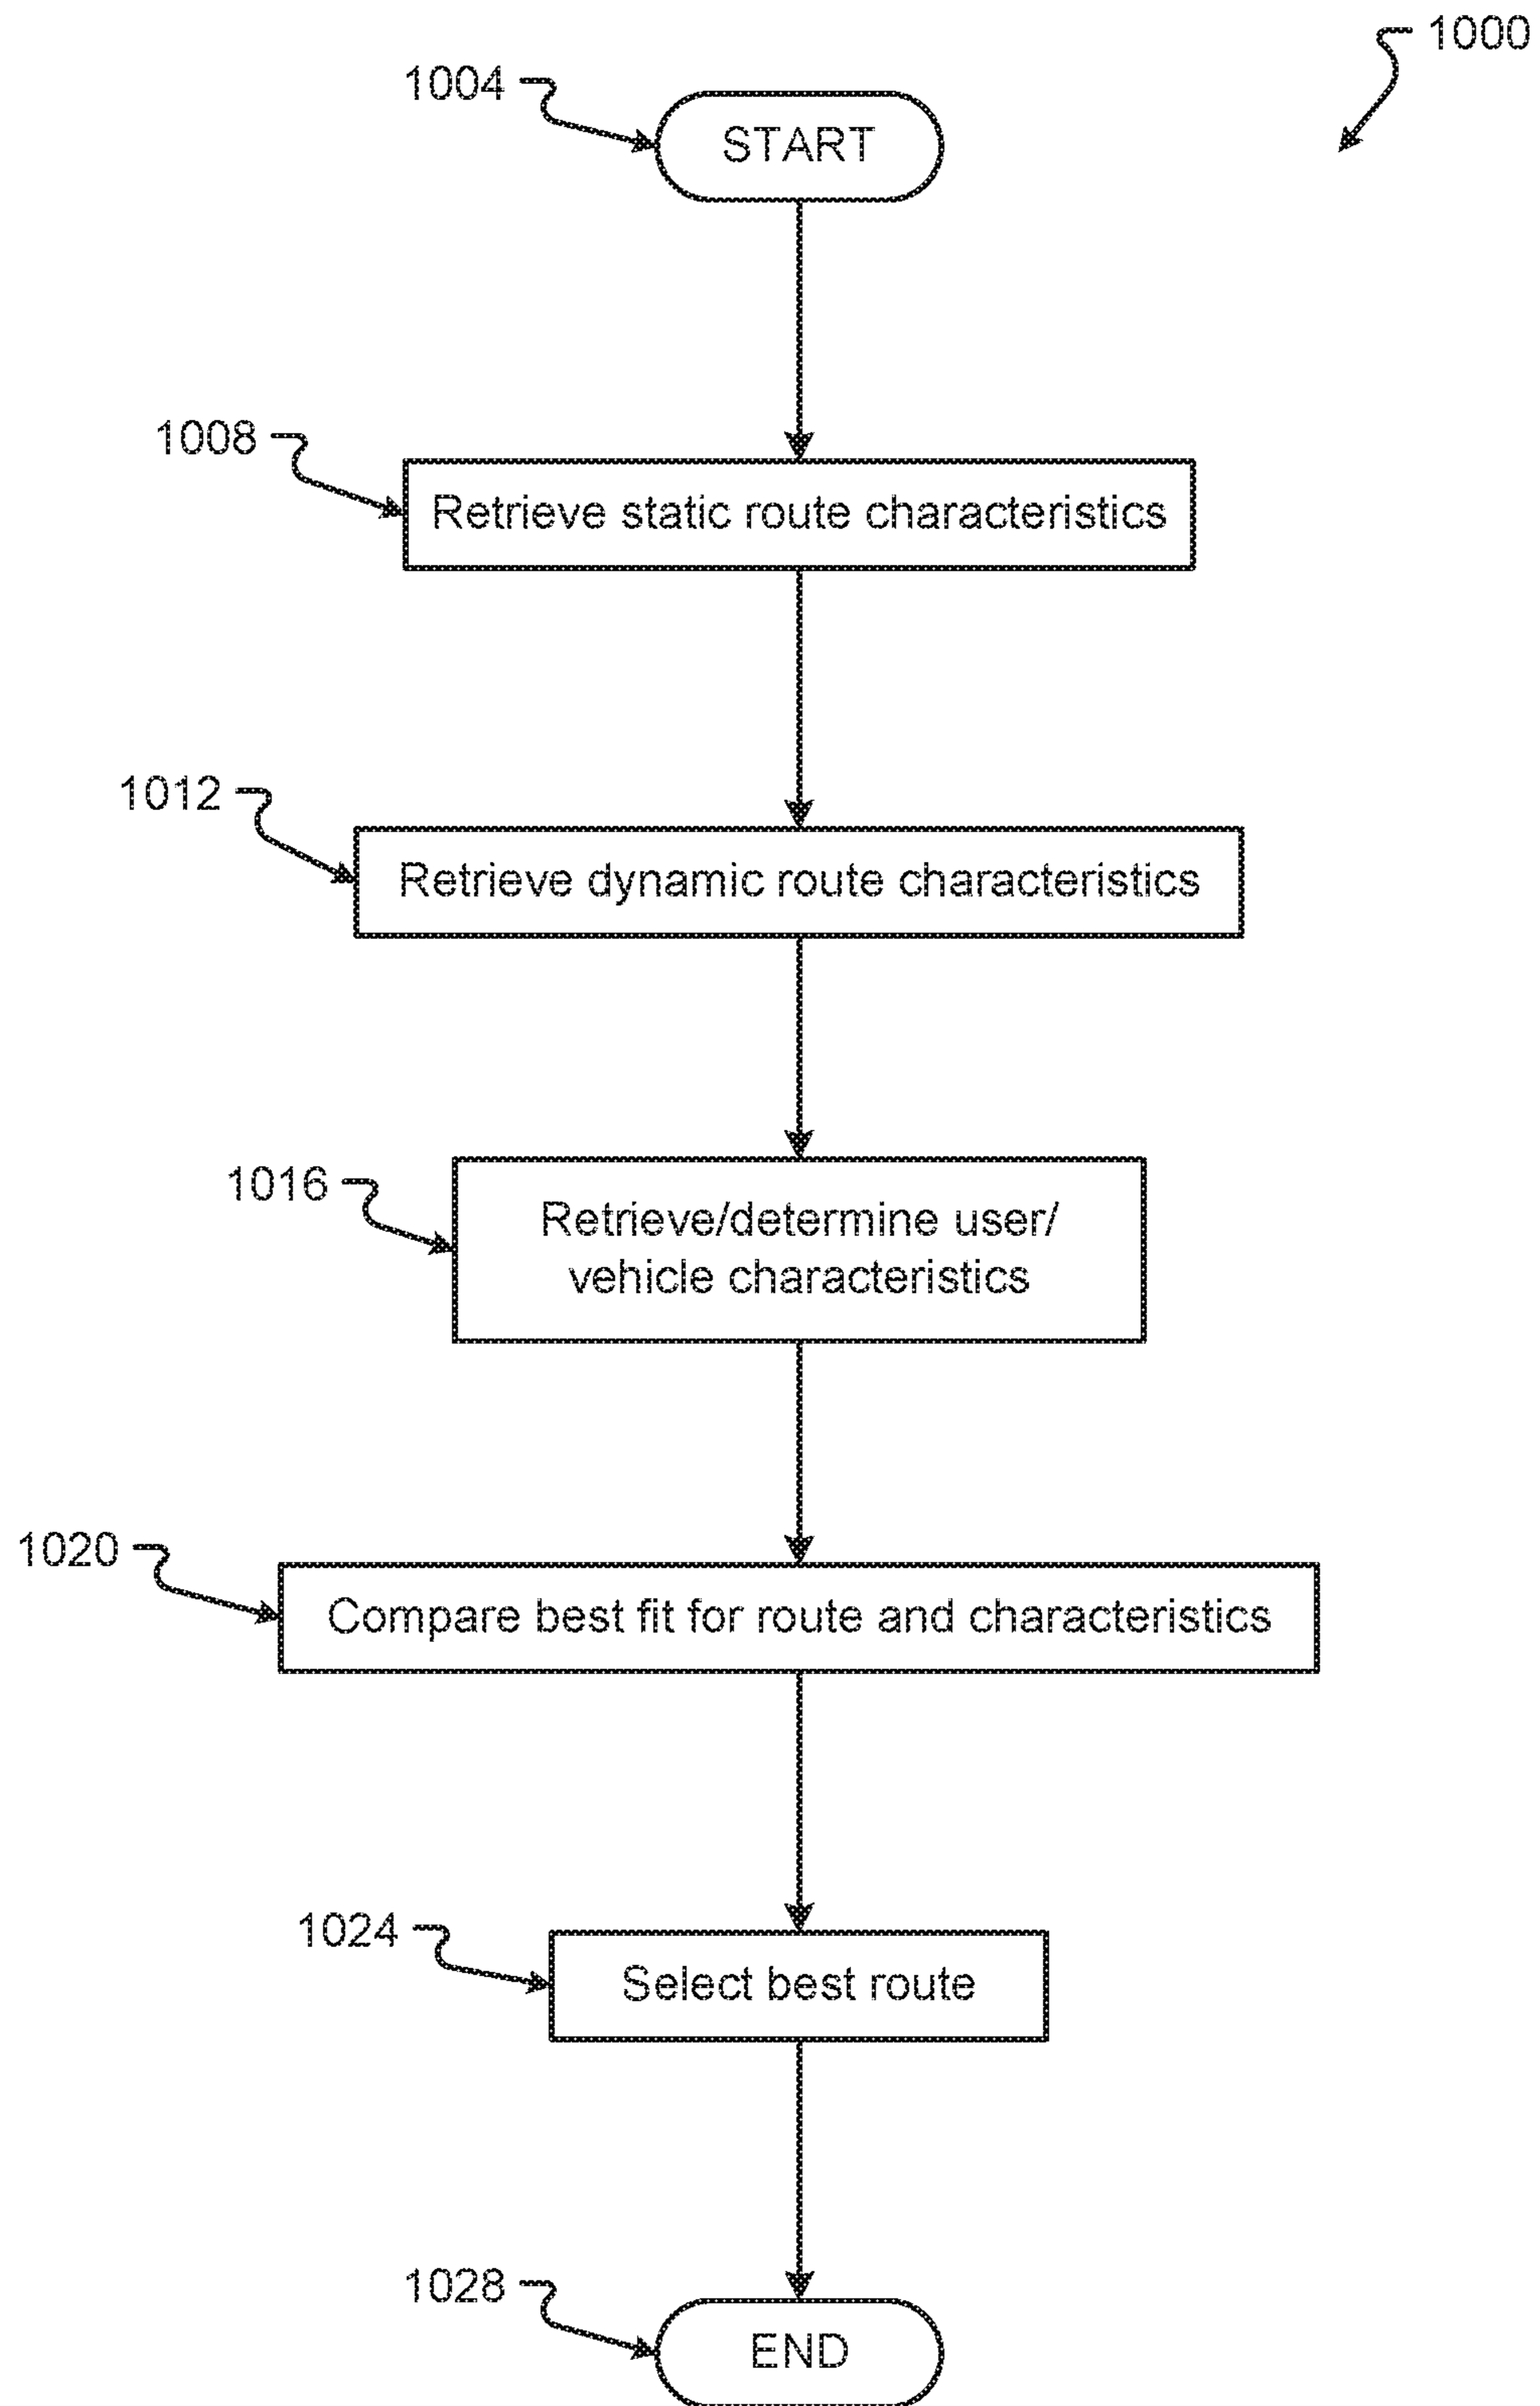 1000
1004
START
1008
Retrieve static route characteristics
1012
Retrieve dynamic route characteristics
1016
Retrieve/determine user/
vehicle characteristics
1020
Compare best fit for route and characteristics
1024
Select best route
1028
END